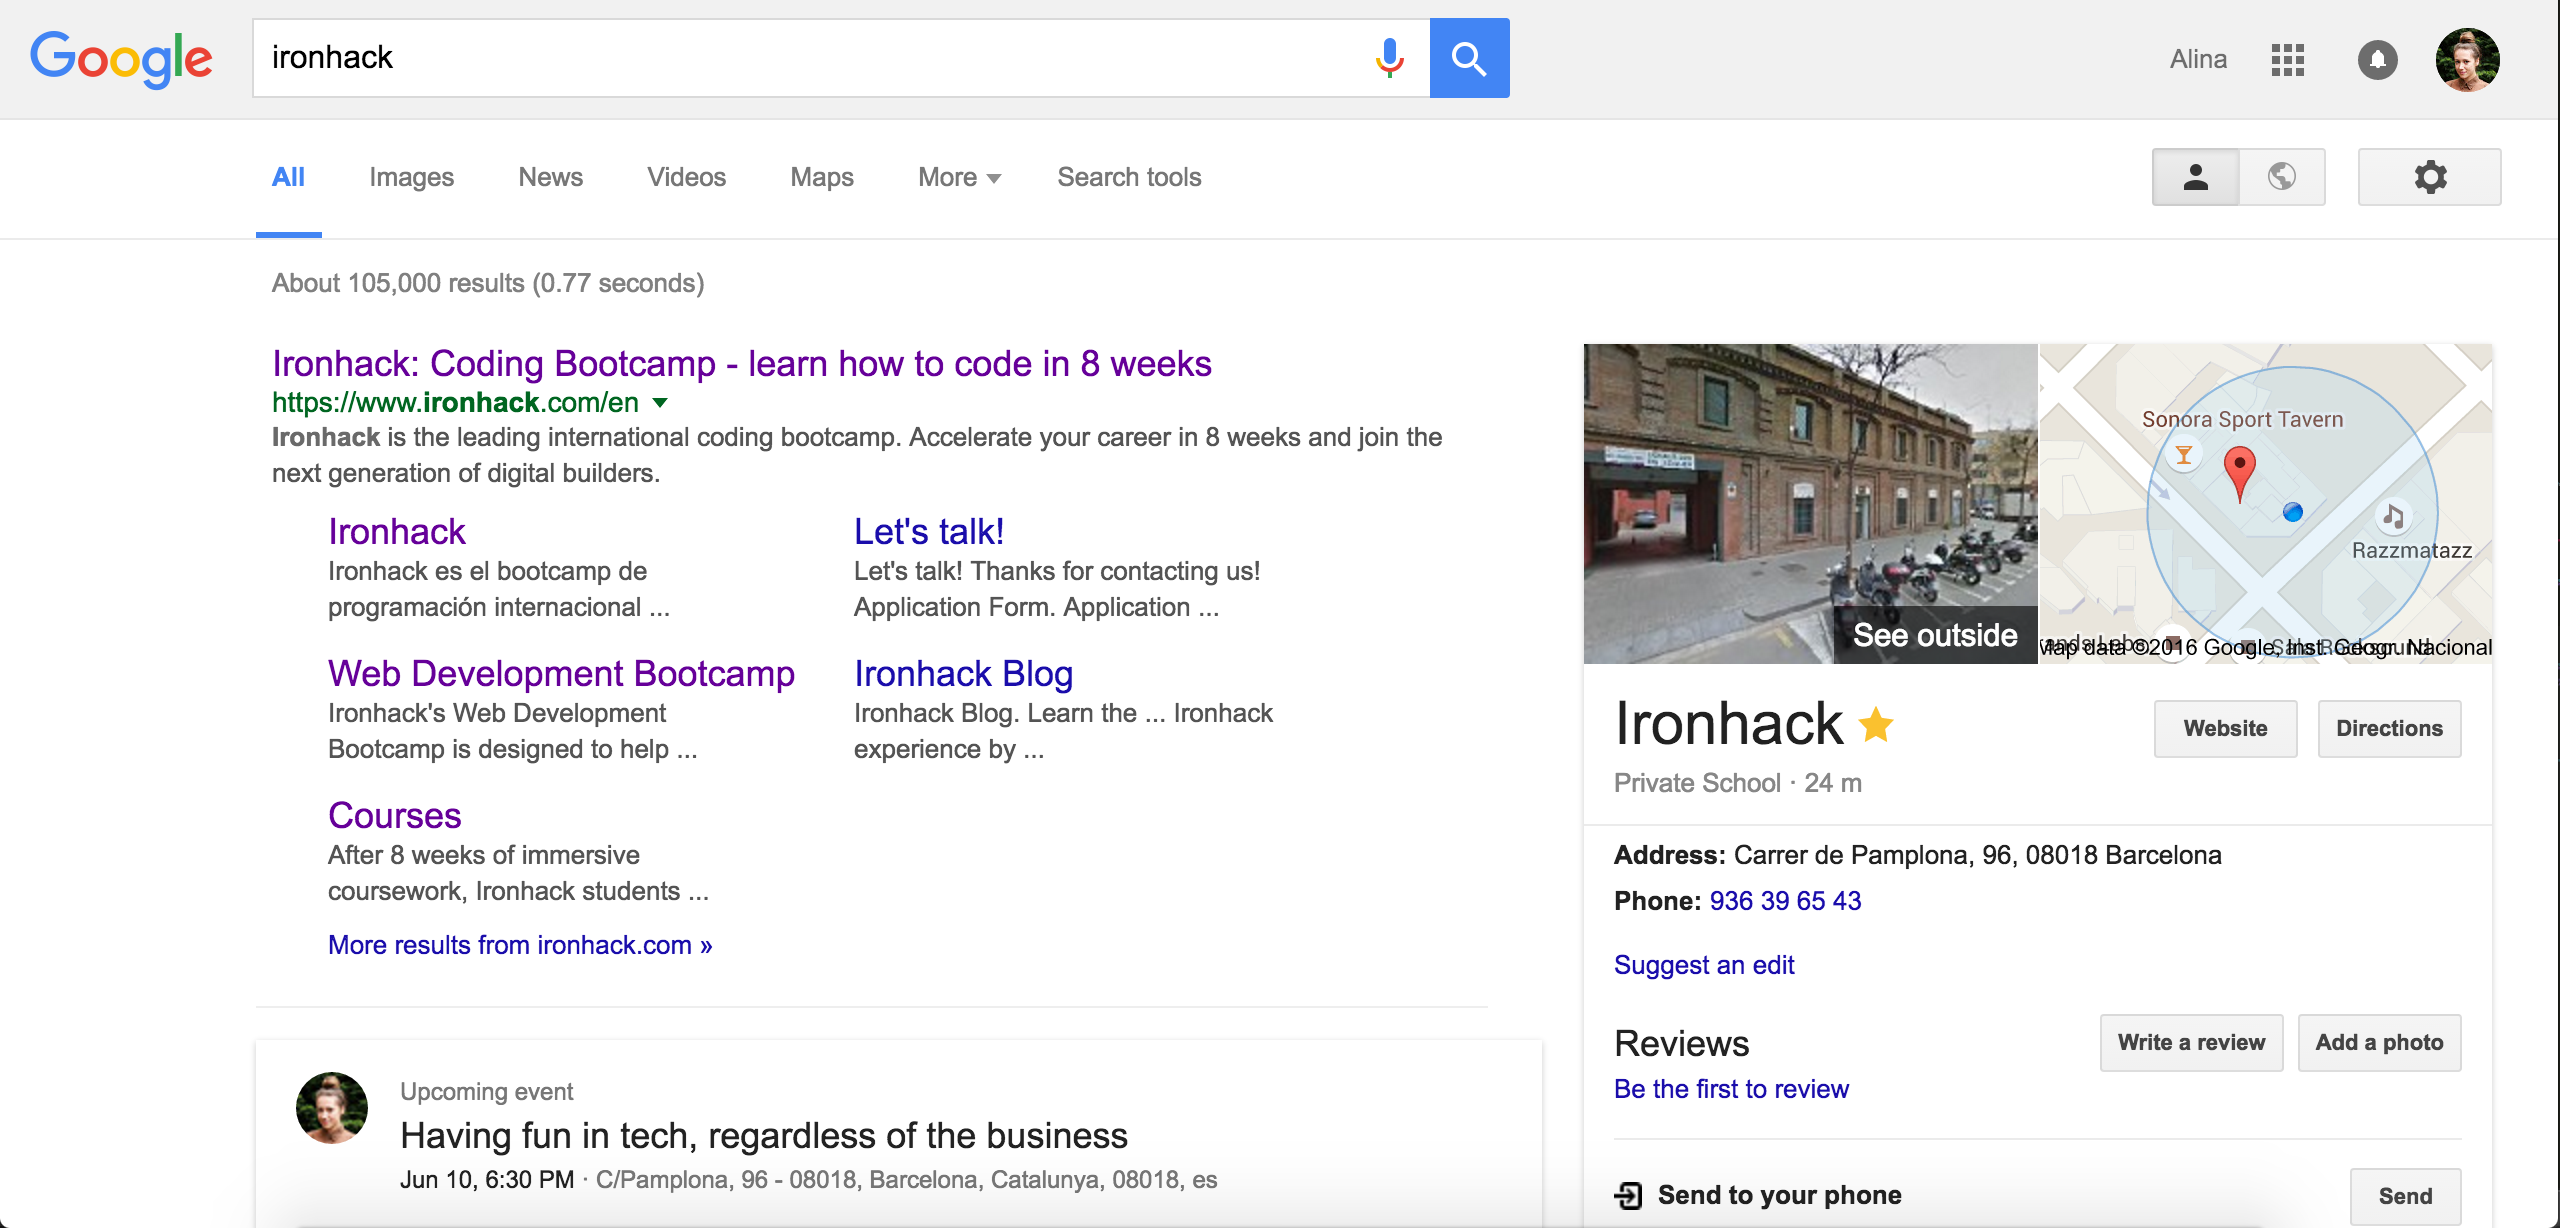 Google
ironhack
Alina
All Images News Videos Maps More Search tools
About 105,000 results (0.77 seconds)
Ironhack: Coding Bootcamp - learn how to code in 8 weeks
https://www.ironhack.com/en
Ironhack is the leading international coding bootcamp. Accelerate your career in 8 weeks and join the
next generation of digital builders.
Ironhack
Ironhack es el bootcamp de
programación internacional ...
Let's talk!
Let's talk! Thanks for contacting us!
Application Form. Application ...
Web Development Bootcamp
Ironhack's Web Development
Bootcamp is designed to help ...
Ironhack Blog
Ironhack Blog. Learn the ... Ironhack
experience by ...
Courses
After 8 weeks of immersive
coursework, Ironhack students ...
More results from ironhack.com »
Upcoming event
Having fun in tech, regardless of the business
Jun 10, 6:30 PM · C/Pamplona, 96 - 08018, Barcelona, Catalunya, 08018, es
See outside
Sonora Sport Tavern
Razzmatazz
Map data ©2016 Google, Inst. Geogr. Nacional
Ironhack
Website
Directions
Private School · 24 m
Address: Carrer de Pamplona, 96, 08018 Barcelona
Phone: 936 39 65 43
Suggest an edit
Reviews
Write a review
Add a photo
Be the first to review
Send to your phone
Send